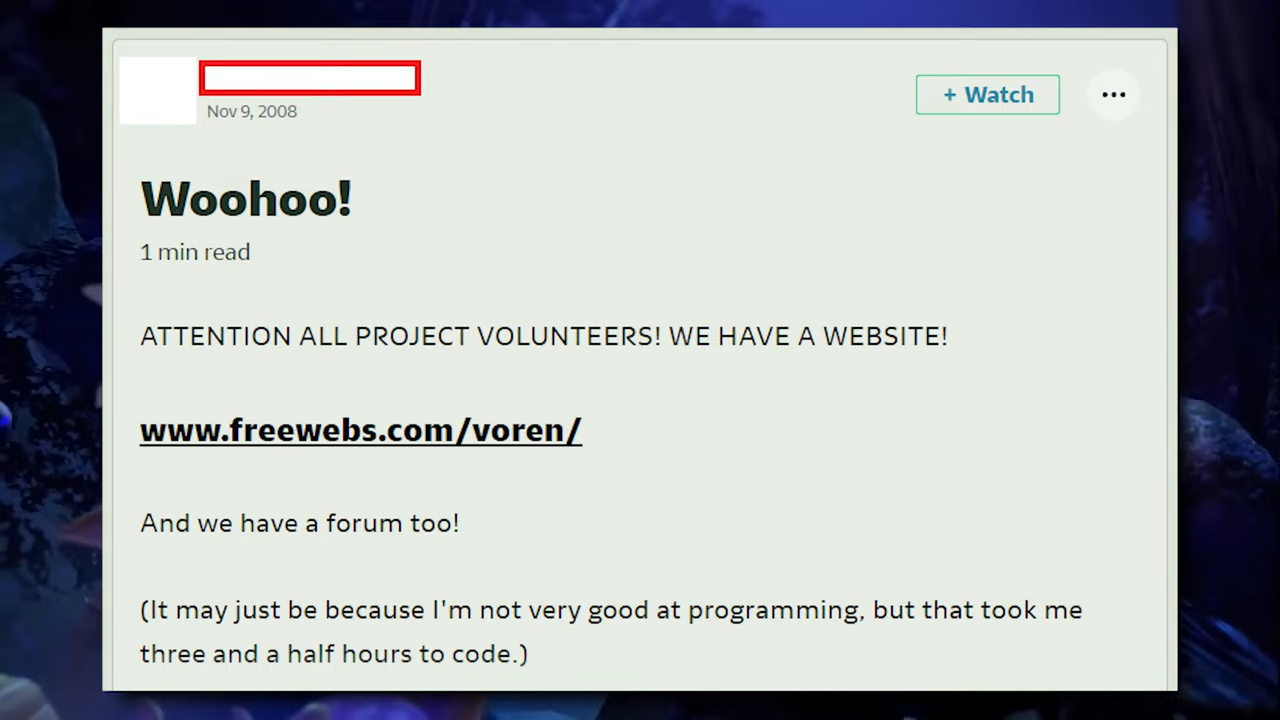 Nov 9, 2008
+ Watch
Woohoo!
1 min read
ATTENTION ALL PROJECT VOLUNTEERS! WE HAVE A WEBSITE!
www.freewebs.com/voren/
And we have a forum too!
(It may just be because I'm not very good at programming, but that took me
three and a half hours to code.)